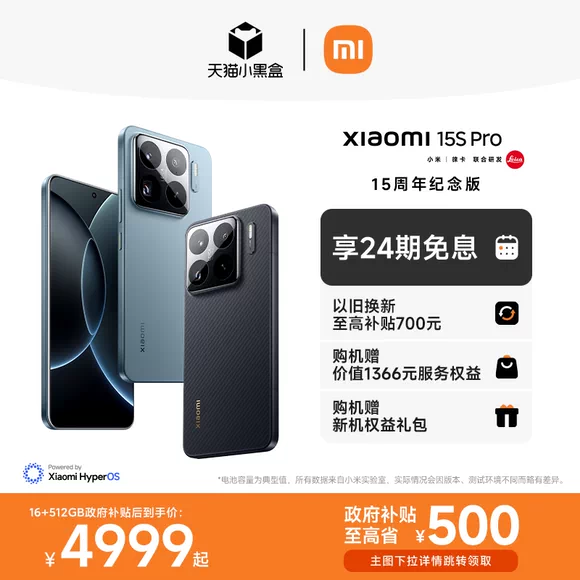 天猫小黑盒
mi
xiaomi 15S Pro
小米 | 徕卡 联合研发 Leica
15周年纪念版
享24期免息
以旧换新
至高补贴700元
购机赠
价值1366元服务权益
购机赠
新机权益礼包
xiaomi
xiaomi
Powered by
Xiaomi HyperOS
*电池容量为典型值，所有数据来自小米实验室，实际情况会因版本、测试环境不同而略有差异。
16+512GB政府补贴后到手价:
¥4999起
政府补贴
至高省 ¥500
主图下拉详情跳转领取